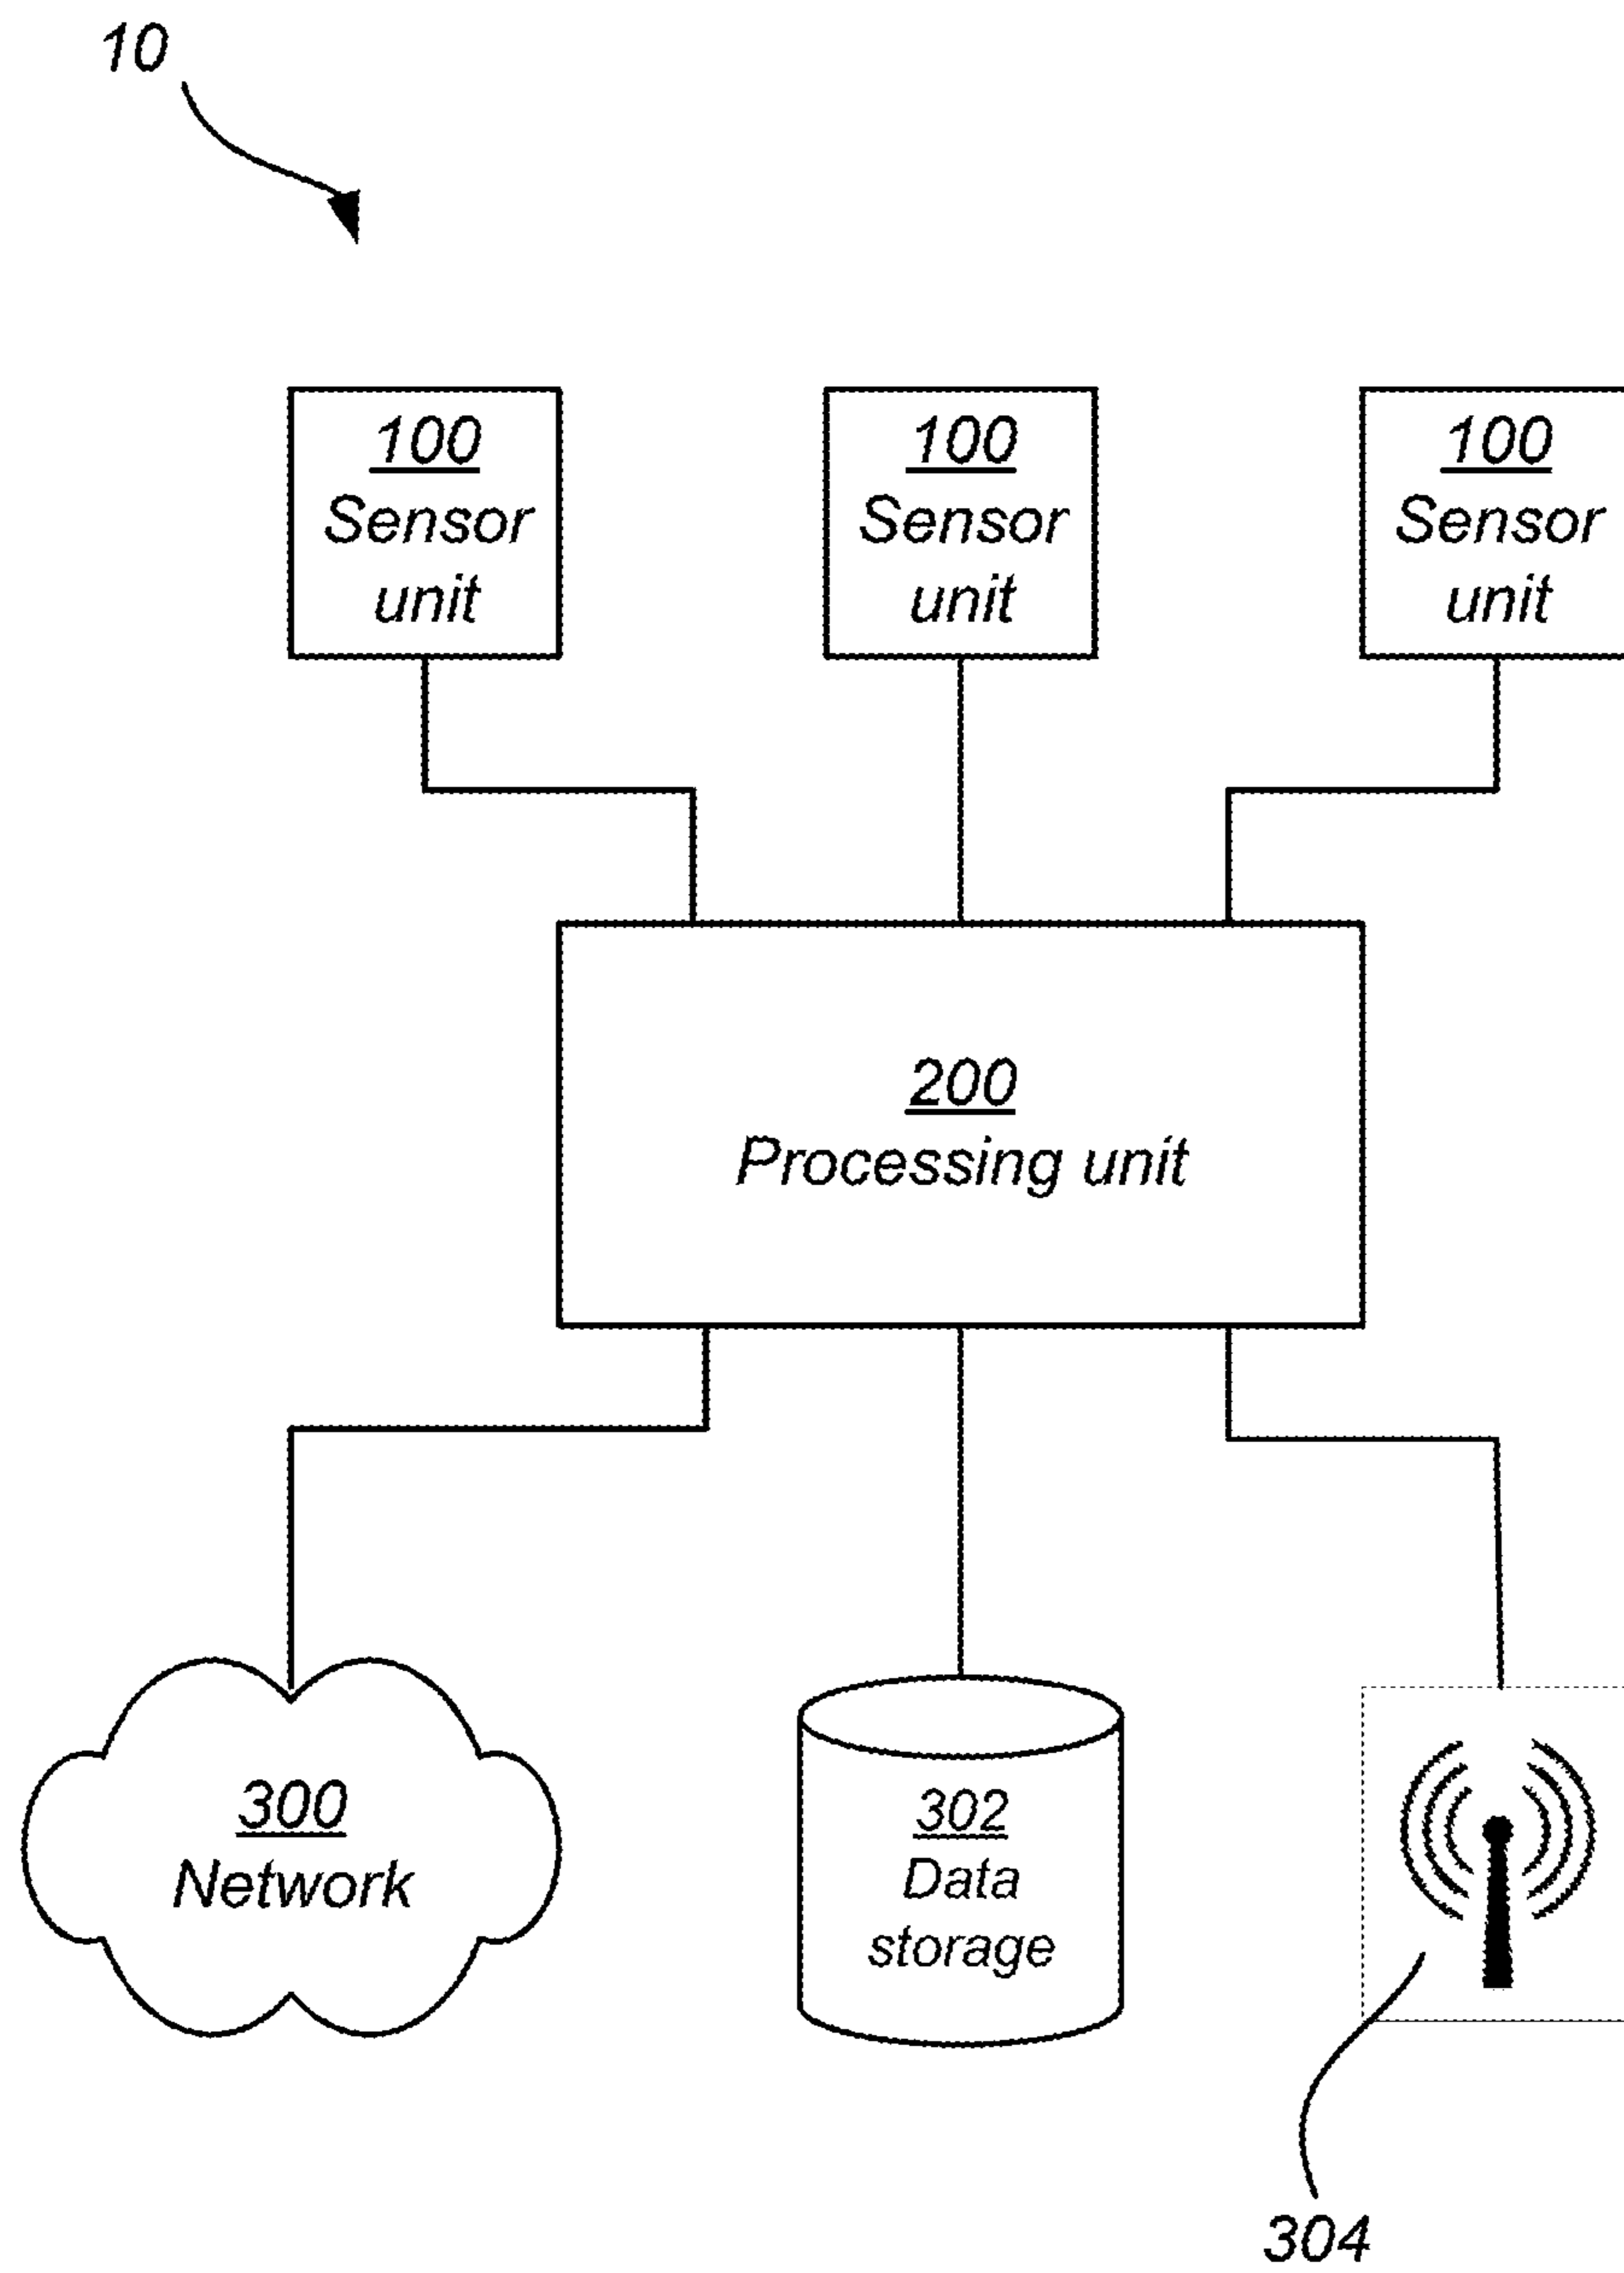 10
100
Sensor
unit
100
Sensor
unit
100
Sensor
unit
200
Processing unit
300
Network
302
Data
storage
304